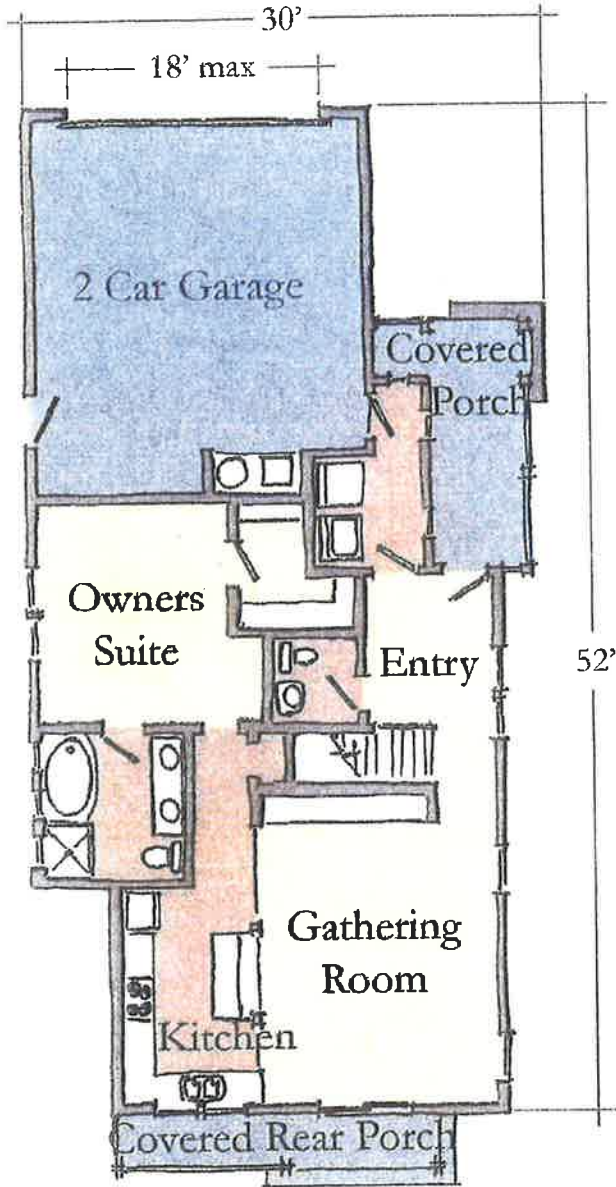 30’
18’ max
2 Car Garage
Covered
Porch
Owners
Suite
Entry
52’
Gathering
Room
Kitchen
Covered Rear Porch